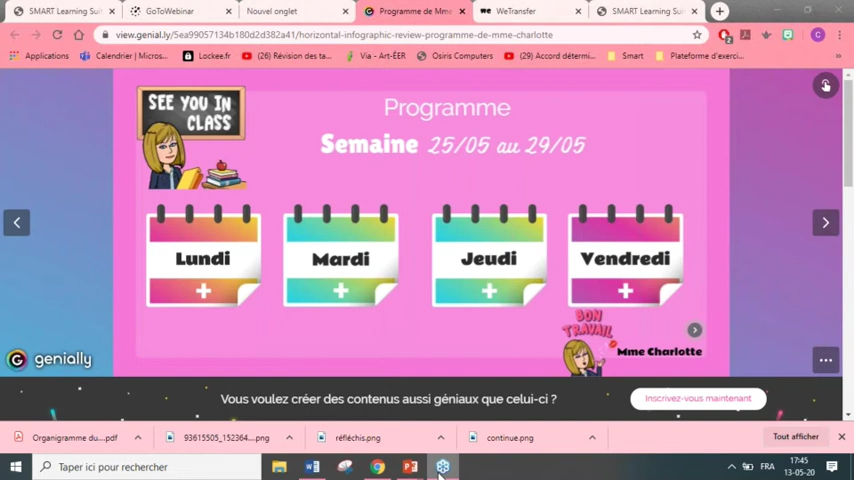 SMART Learning Sui
GoToWebinar
Nouvel onglet
Programme de Mme
WeTransfer
SMART Learning Sui
view.genial.ly/5ea99057134b180d2d382a41/horizontal-infographic-review-programme-de-mme-charlotte
Applications
Calendrier | Micros...
Lockee.fr
(26) Révision des ta...
Via - Art-ÉER
Osiris Computers
(29) Accord détermi...
Smart
Plateforme d'exerci...
SEE YOU IN
CLASS
Programme
Semaine 25/05 au 29/05
Lundi
Mardi
Jeudi
Vendredi
+
+
+
+
BON
TRAVAIL
Mme Charlotte
genially
Vous voulez créer des contenus aussi géniaux que celui-ci ?
Inscrivez-vous maintenant
Organigramme du....pdf
93615505_152364....png
réfléchis.png
continue.png
Tout afficher
Taper ici pour rechercher
FRA
17:45
13-05-20